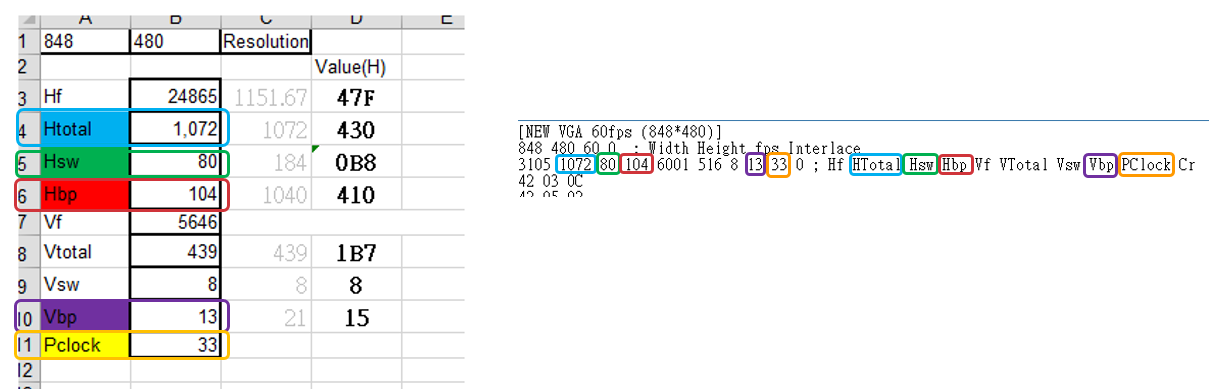 A B C D E
1 848 480 Resolution
2 Value(H)
3 Hf 24865 1151.67 47F
4 Htotal 1,072 1072 430
5 Hsw 80 184 0B8
6 Hbp 104 1040 410
7 Vf 5646
8 Vtotal 439 439 1B7
9 Vsw 8 8 8
10 Vbp 13 21 15
11 Pclock 33
12
[NEW VGA 60fps (848*480)]
848 480 60 0 ; Width Height fps Interlace
3105 1072 80 104 6001 516 8 13 33 0 ; Hf HTotal Hsw Hbp Vf VTotal Vsw Vbp PClock Cr
42 03 0C
42 05 02